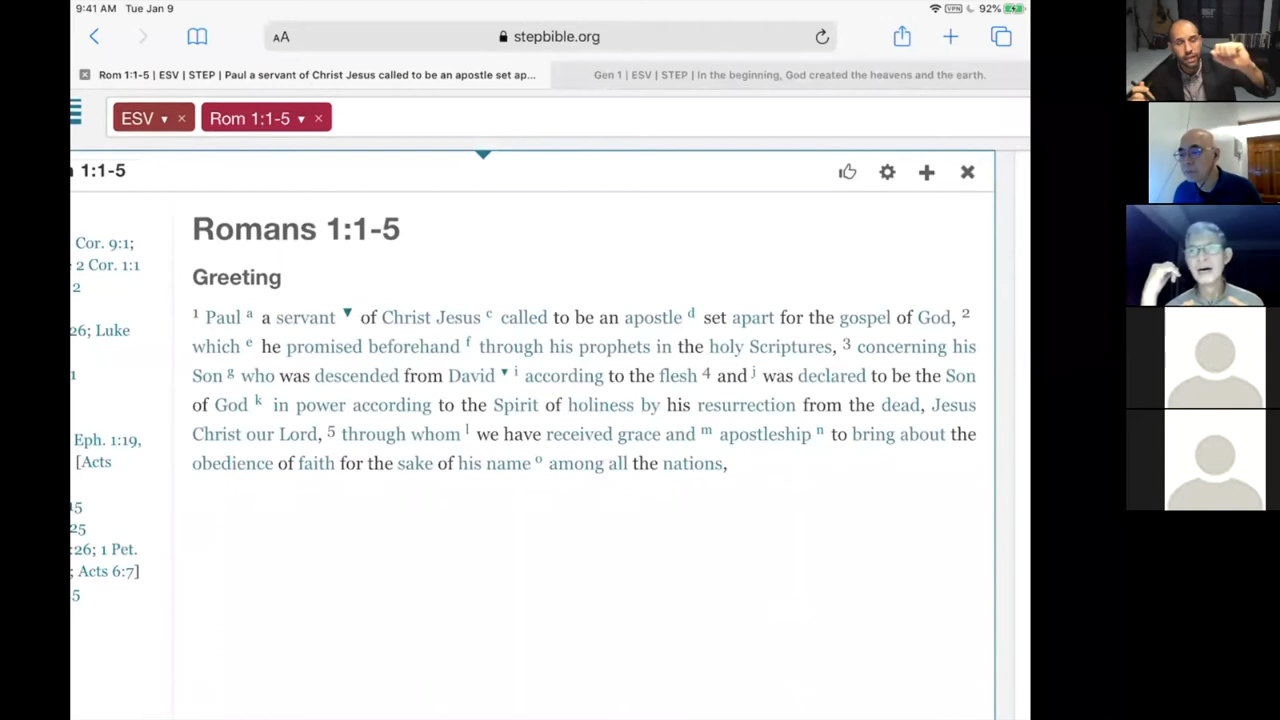 9:41 AM Tue Jan 9
VPN 92%
AA stepbible.org
Rom 1:1-5 | ESV | STEP | Paul a servant of Christ Jesus called to be an apostle set ap...
Gen 1 | ESV | STEP | In the beginning, God created the heavens and the earth.
ESV ▼ × Rom 1:1-5 ▼ ×
1:1-5
Romans 1:1-5
Greeting
1 Paul a a servant ▼ of Christ Jesus c called to be an apostle d set apart for the gospel of God, 2
which e he promised beforehand f through his prophets in the holy Scriptures, 3 concerning his
Son g who was descended from David ▼ i according to the flesh 4 and j was declared to be the Son
of God k in power according to the Spirit of holiness by his resurrection from the dead, Jesus
Christ our Lord, 5 through whom l we have received grace and m apostleship n to bring about the
obedience of faith for the sake of his name o among all the nations,
Cor. 9:1;
2 Cor. 1:1
2
26; Luke
1
Eph. 1:19,
[Acts
15
25
:26; 1 Pet.
; Acts 6:7]
5